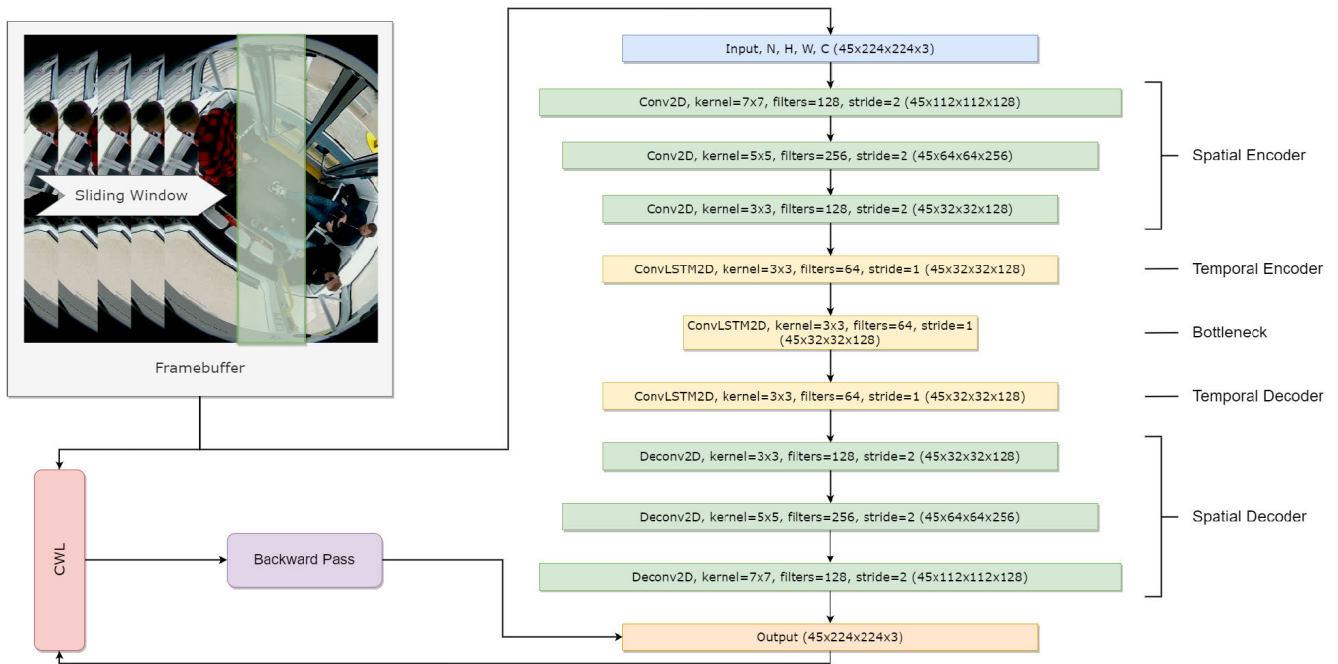 Sliding Window
Framebuffer
Input, N, H, W, C (45x224x224x3)
Conv2D, kernel=7x7, filters=128, stride=2 (45x112x112x128)
Conv2D, kernel=5x5, filters=256, stride=2 (45x64x64x256)
Conv2D, kernel=3x3, filters=128, stride=2 (45x32x32x128)
Spatial Encoder
ConvLSTM2D, kernel=3x3, filters=64, stride=1 (45x32x32x128)
Temporal Encoder
ConvLSTM2D, kernel=3x3, filters=64, stride=1
(45x32x32x128)
Bottleneck
ConvLSTM2D, kernel=3x3, filters=64, stride=1 (45x32x32x128)
Temporal Decoder
Deconv2D, kernel=3x3, filters=128, stride=2 (45x32x32x128)
Deconv2D, kernel=5x5, filters=256, stride=2 (45x64x64x256)
Deconv2D, kernel=7x7, filters=128, stride=2 (45x112x112x128)
Spatial Decoder
Output (45x224x224x3)
CWL
Backward Pass